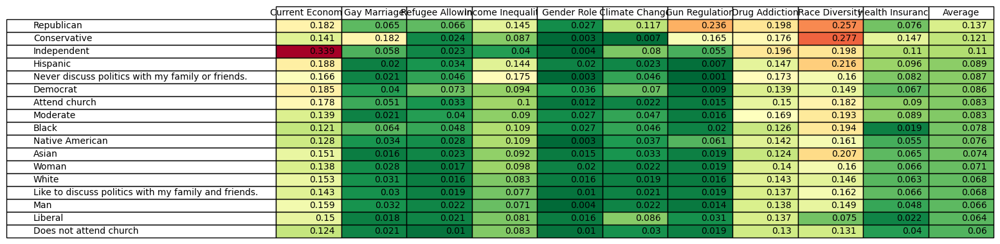 Current Econom Gay Marriage Refugee Allowin Income Inequalit Gender Role Climate Change Gun Regulation Drug Addiction Race Diversity Health Insuranc Average
Republican 0.182 0.065 0.066 0.145 0.027 0.117 0.236 0.198 0.257 0.076 0.137
Conservative 0.141 0.182 0.024 0.087 0.003 0.007 0.165 0.176 0.277 0.147 0.121
Independent 0.339 0.058 0.023 0.04 0.004 0.08 0.055 0.196 0.198 0.11 0.11
Hispanic 0.188 0.02 0.034 0.144 0.02 0.023 0.007 0.147 0.216 0.096 0.089
Never discuss politics with my family or friends. 0.166 0.021 0.046 0.175 0.003 0.046 0.001 0.173 0.16 0.082 0.087
Democrat 0.185 0.04 0.073 0.094 0.036 0.07 0.009 0.139 0.149 0.067 0.086
Attend church 0.178 0.051 0.033 0.1 0.012 0.022 0.015 0.15 0.182 0.09 0.083
Moderate 0.139 0.021 0.04 0.09 0.027 0.047 0.016 0.169 0.193 0.089 0.083
Black 0.121 0.064 0.048 0.109 0.027 0.046 0.02 0.126 0.194 0.019 0.078
Native American 0.128 0.034 0.028 0.109 0.003 0.037 0.061 0.142 0.161 0.055 0.076
Asian 0.151 0.016 0.023 0.092 0.015 0.033 0.019 0.124 0.207 0.065 0.074
Woman 0.138 0.028 0.017 0.098 0.02 0.022 0.019 0.14 0.16 0.066 0.071
White 0.153 0.031 0.016 0.083 0.016 0.019 0.016 0.143 0.146 0.063 0.068
Like to discuss politics with my family and friends. 0.143 0.03 0.019 0.077 0.01 0.021 0.019 0.137 0.162 0.066 0.068
Man 0.159 0.032 0.022 0.071 0.004 0.022 0.014 0.138 0.149 0.048 0.066
Liberal 0.15 0.018 0.021 0.081 0.016 0.086 0.031 0.137 0.075 0.022 0.064
Does not attend church 0.124 0.021 0.01 0.083 0.01 0.03 0.019 0.13 0.131 0.04 0.06